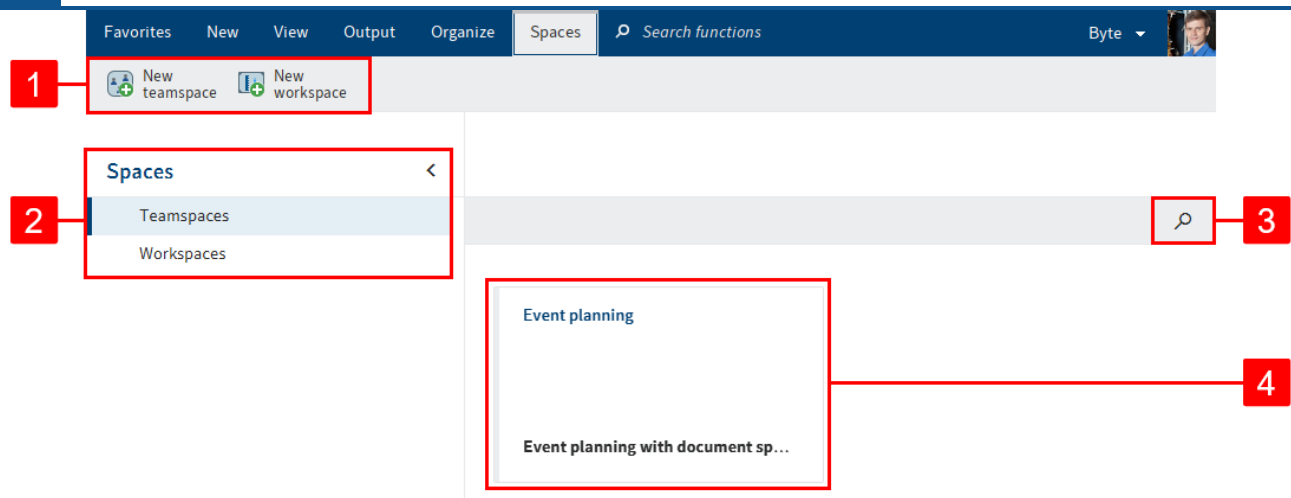 Favorites New View Output Organize Spaces Search functions Byte
1
New teamspace
New workspace
Spaces
2
Teamspaces
3
Workspaces
Event planning
4
Event planning with document sp...